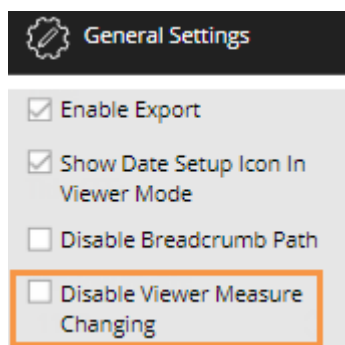 General Settings
Enable Export
Show Date Setup Icon In
Viewer Mode
Disable Breadcrumb Path
Disable Viewer Measure
Changing